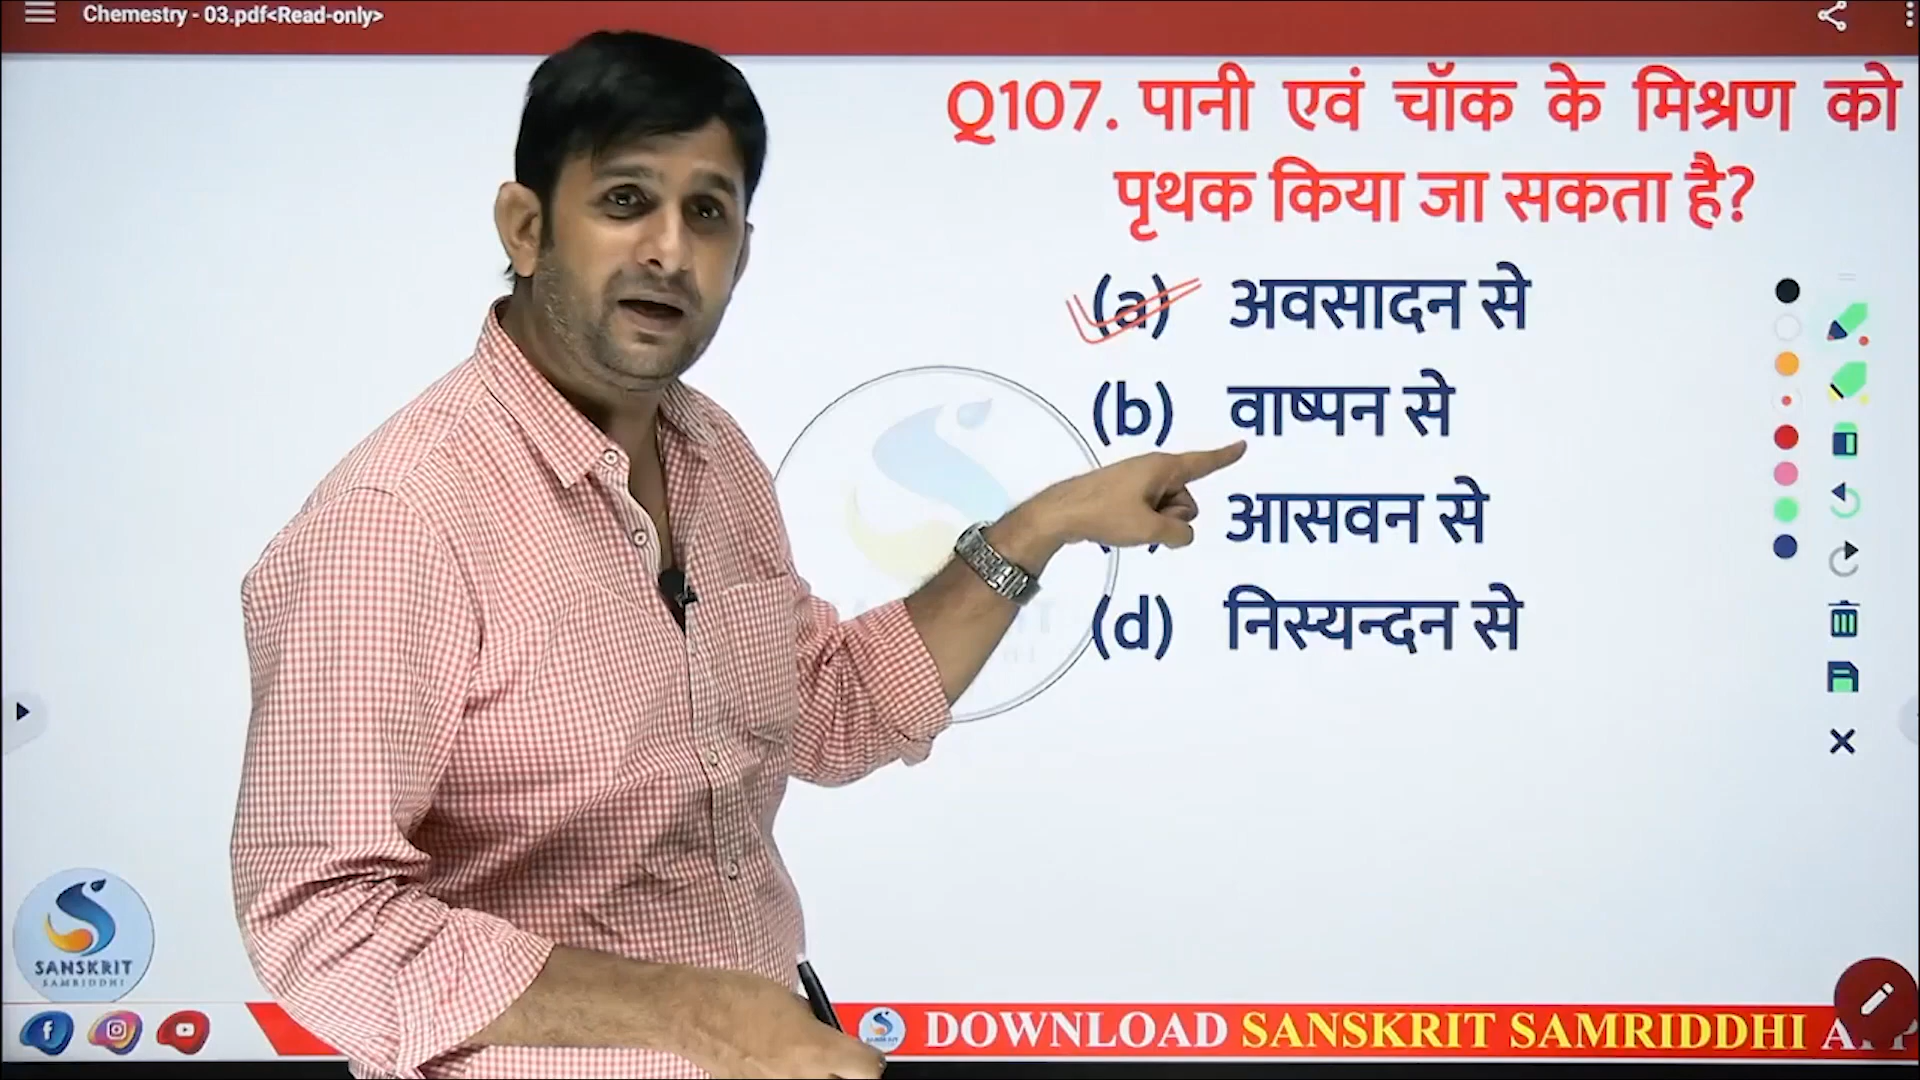 Chemestry - 03.pdf<Read-only>
Q107. पानी एवं चॉक के मिश्रण को
पृथक किया जा सकता है?
(a) अवसादन से
(b) वाष्पन से
आसवन से
(d) निस्यन्दन से
SANSKRIT
SAMRIDDHI
DOWNLOAD SANSKRIT SAMRIDDHI